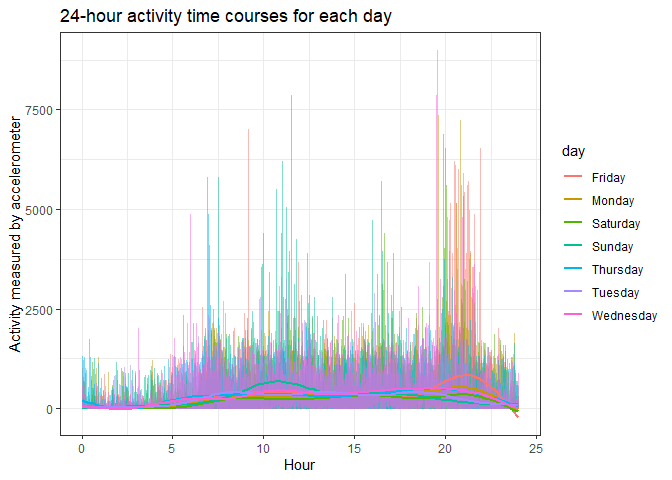 24-hour activity time courses for each day
Activity measured by accelerometer
7500
5000
2500
0
0 5 10 15 20 25
Hour
day
Friday
Monday
Saturday
Sunday
Thursday
Tuesday
Wednesday